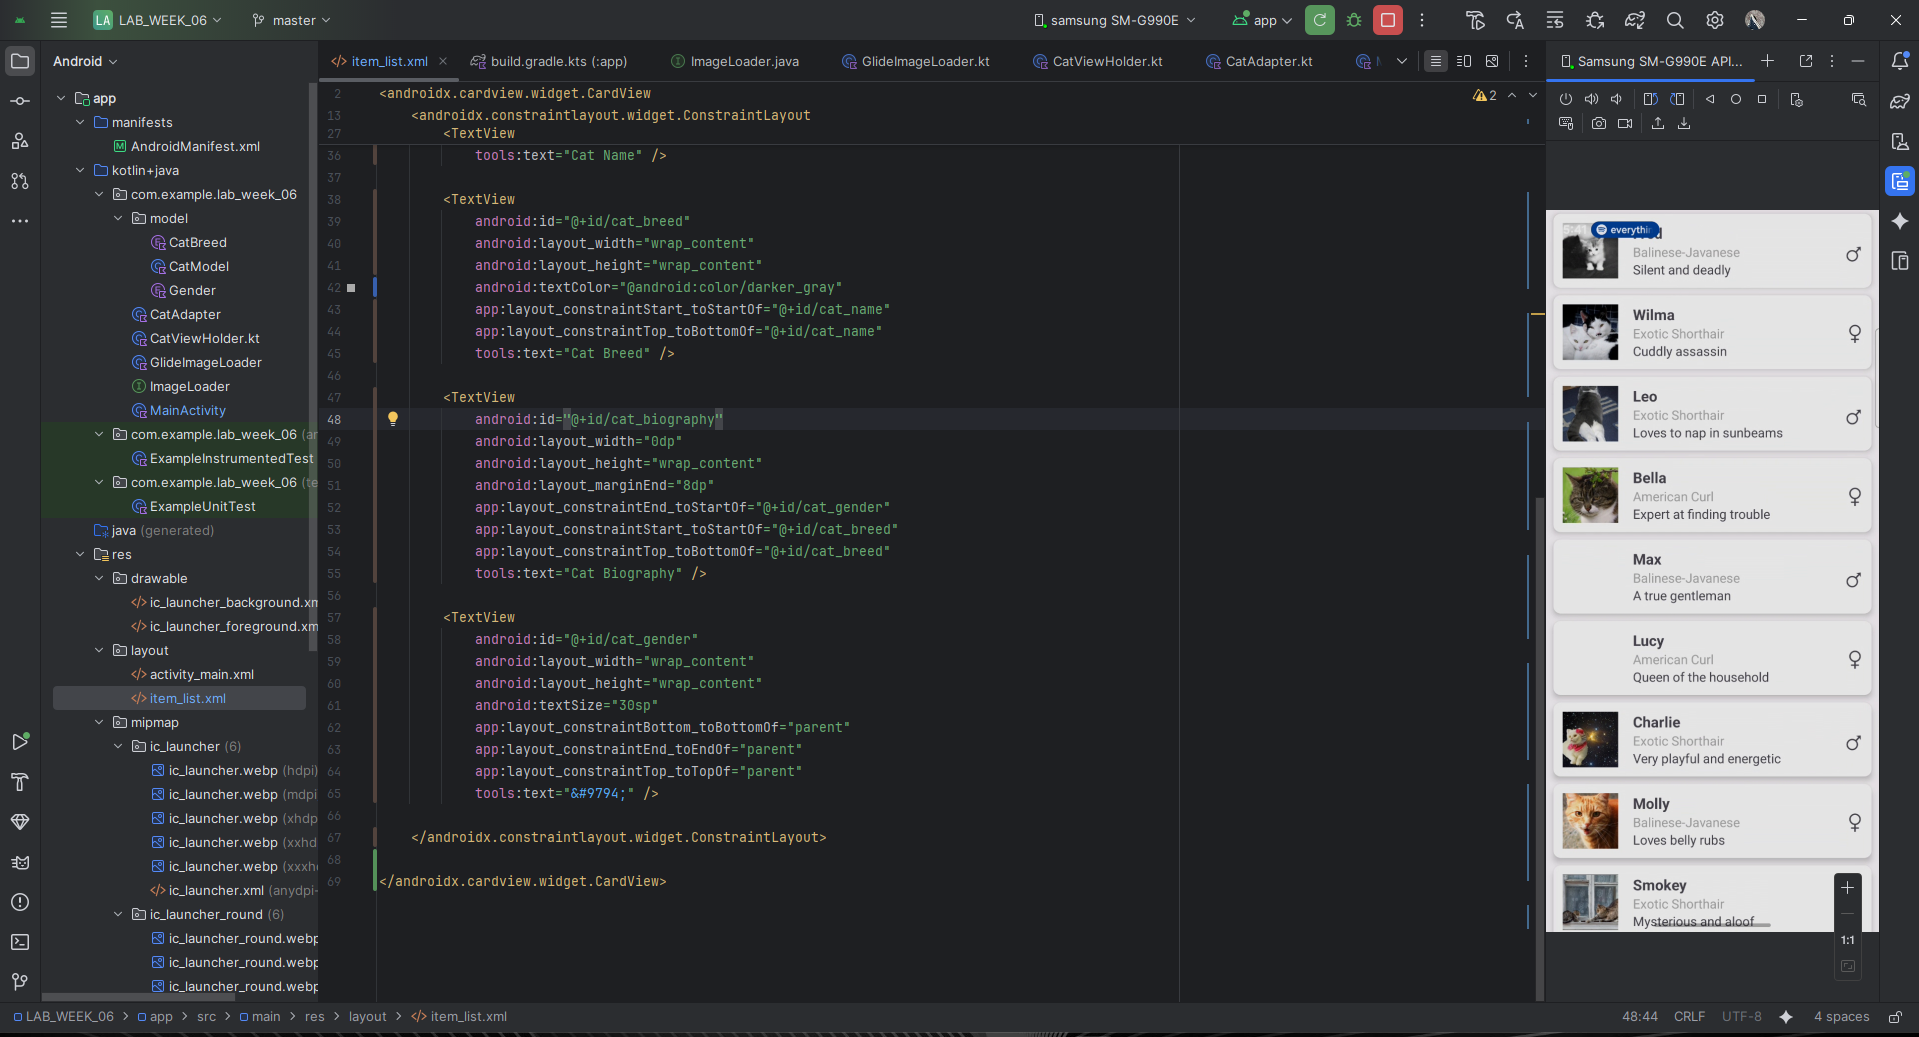 LA LAB_WEEK_06
master
samsung SM-G990E
app
Android
item_list.xml
build.gradle.kts (:app)
ImageLoader.java
GlideImageLoader.kt
CatViewHolder.kt
CatAdapter.kt
Samsung SM-G990E API...
app
manifests
AndroidManifest.xml
kotlin+java
com.example.lab_week_06
model
CatBreed
CatModel
Gender
CatAdapter
CatViewHolder.kt
GlideImageLoader
ImageLoader
MainActivity
com.example.lab_week_06
ExampleInstrumentedTest
com.example.lab_week_06
ExampleUnitTest
java (generated)
res
drawable
ic_launcher_background.xm
ic_launcher_foreground.xm
layout
activity_main.xml
item_list.xml
mipmap
ic_launcher (6)
ic_launcher.webp (hdpi)
ic_launcher.webp (mdpi
ic_launcher.webp (xhdp
ic_launcher.webp (xxhd
ic_launcher.webp (xxxh
ic_launcher.xml (anydpi-
ic_launcher_round (6)
ic_launcher_round.webp
ic_launcher_round.webp
ic_launcher_round.webp
2 <androidx.cardview.widget.CardView
2
13 <androidx.constraintlayout.widget.ConstraintLayout
27 <TextView
36 tools:text="Cat Name" />
37
38 <TextView
39 android:id="@+id/cat_breed"
40 android:layout_width="wrap_content"
41 android:layout_height="wrap_content"
42 android:textColor="@android:color/darker_gray"
43 app:layout_constraintStart_toStartOf="@+id/cat_name"
44 app:layout_constraintTop_toBottomOf="@+id/cat_name"
45 tools:text="Cat Breed" />
46
47 <TextView
48 android:id="@+id/cat_biography"
49 android:layout_width="0dp"
50 android:layout_height="wrap_content"
51 android:layout_marginEnd="8dp"
52 app:layout_constraintEnd_toStartOf="@+id/cat_gender"
53 app:layout_constraintStart_toStartOf="@+id/cat_breed"
54 app:layout_constraintTop_toBottomOf="@+id/cat_breed"
55 tools:text="Cat Biography" />
56
57 <TextView
58 android:id="@+id/cat_gender"
59 android:layout_width="wrap_content"
60 android:layout_height="wrap_content"
61 android:textSize="30sp"
62 app:layout_constraintBottom_toBottomOf="parent"
63 app:layout_constraintEnd_toEndOf="parent"
64 app:layout_constraintTop_toTopOf="parent"
65 tools:text="&#9794;" />
66
67 </androidx.constraintlayout.widget.ConstraintLayout>
68
69 </androidx.cardview.widget.CardView>
5:41 everythin
Balinese-Javanese
Silent and deadly
♂
Wilma
Exotic Shorthair
Cuddly assassin
♀
Leo
Exotic Shorthair
Loves to nap in sunbeams
♂
Bella
American Curl
Expert at finding trouble
♀
Max
Balinese-Javanese
A true gentleman
♂
Lucy
American Curl
Queen of the household
♀
Charlie
Exotic Shorthair
Very playful and energetic
♂
Molly
Balinese-Javanese
Loves belly rubs
♀
Smokey
Exotic Shorthair
Mysterious and aloof
1:1
LAB_WEEK_06 > app > src > main > res > layout > item_list.xml
48:44 CRLF UTF-8 4 spaces